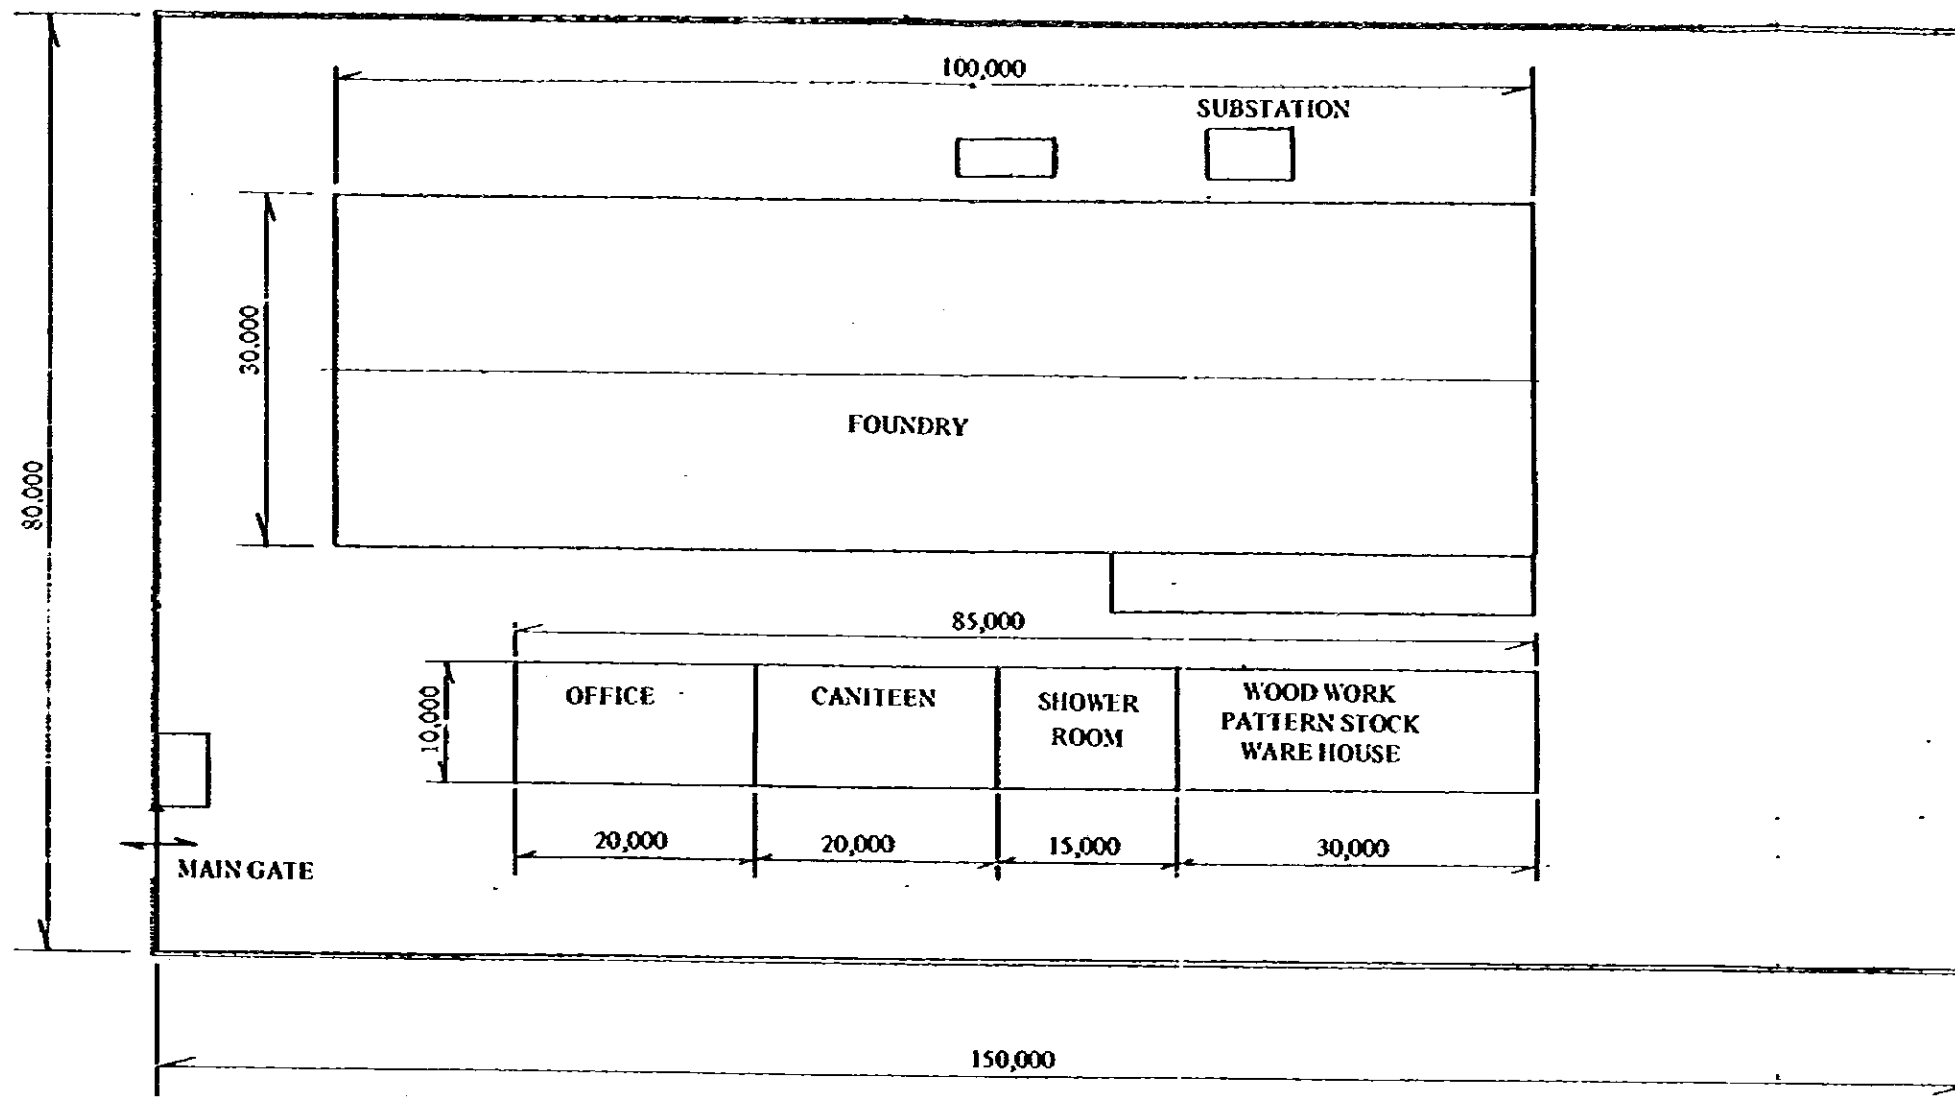 100,000
SUBSTATION
30,000
FOUNDRY
80,000
85,000
10,000
OFFICE
CANITEEN
SHOWER
ROOM
WOOD WORK
PATTERN STOCK
WARE HOUSE
20,000
20,000
15,000
30,000
MAIN GATE
150,000